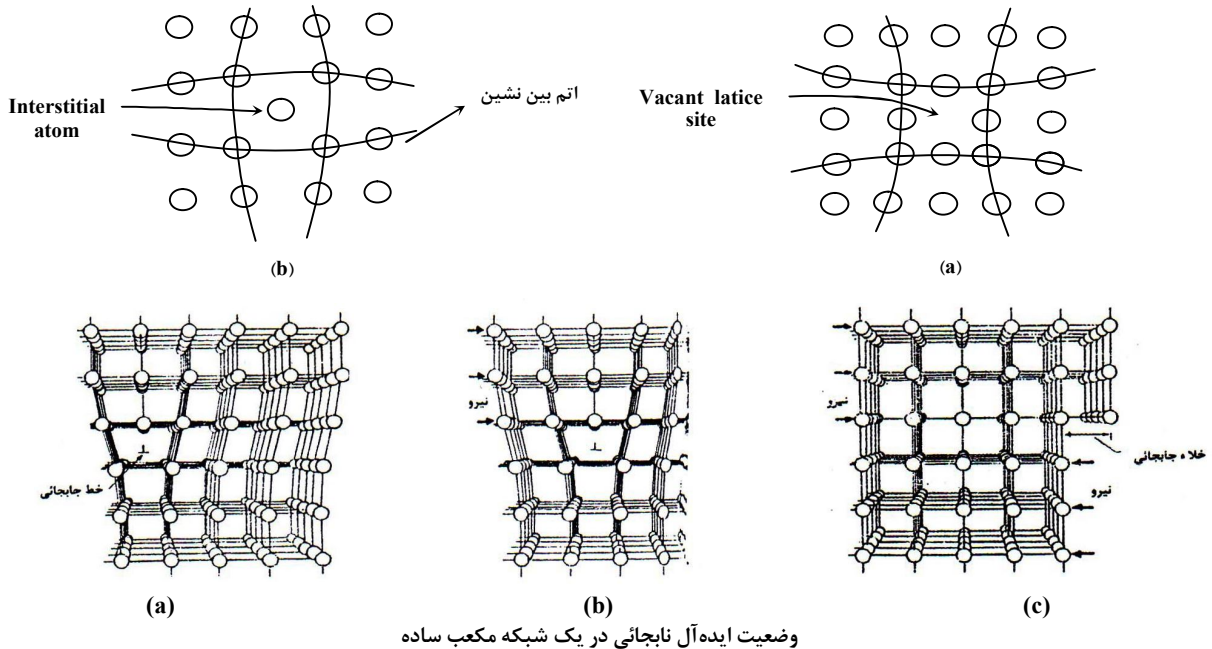 Interstitial
atom
اتم بین نشین
Vacant latice
site
(b)
(a)
خط جابجائی
نیرو
نیرو
خلاء جابجائی
نیرو
(a)
(b)
(c)
وضعیت ایده‌آل نابجائی در یک شبکه مکعب ساده